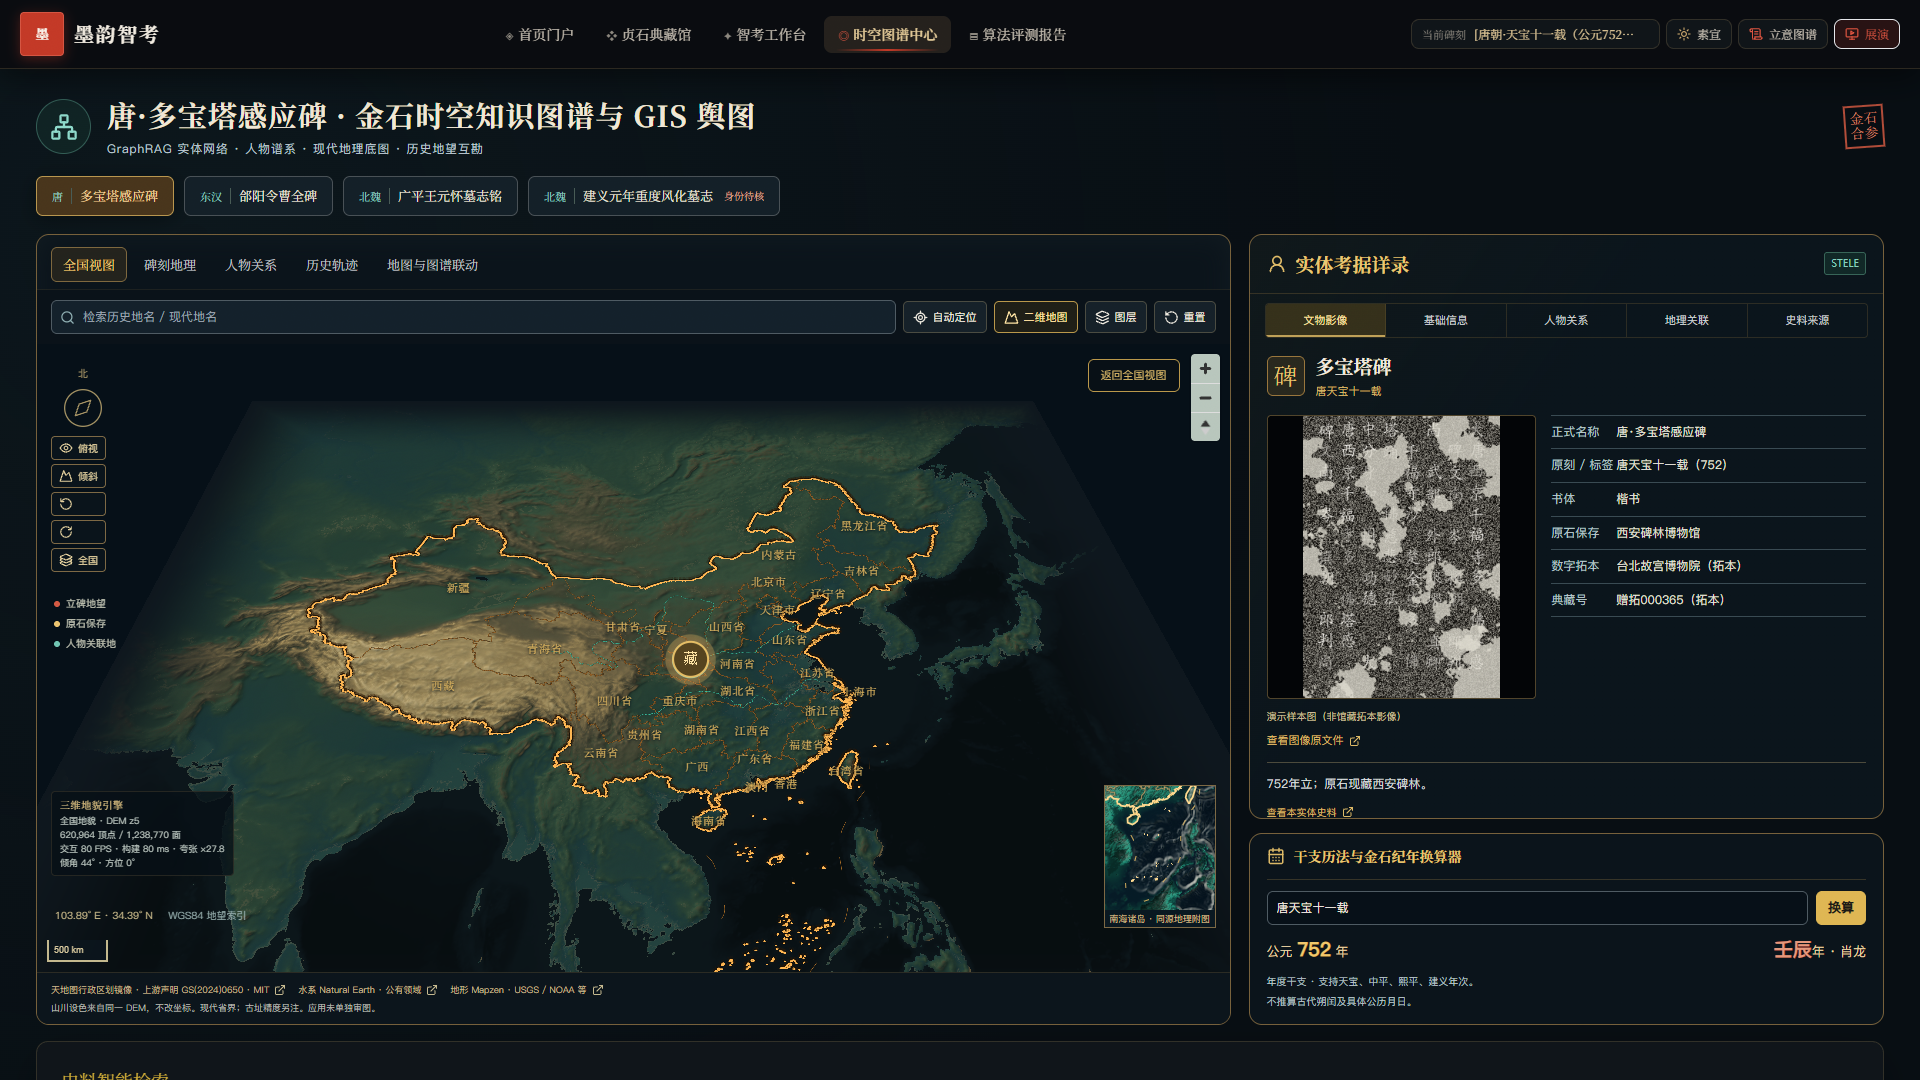 墨 墨韵智考
首页门户 贞石典藏馆 智考工作台 时空图谱中心 算法评测报告
当前碑刻 [唐朝·天宝十一载（公元752… 素宣 立意图谱 展演
唐·多宝塔感应碑 · 金石时空知识图谱与 GIS 舆图
GraphRAG 实体网络 · 人物谱系 · 现代地理底图 · 历史地望互勘
金石
合参
唐 多宝塔感应碑 东汉 郃阳令曹全碑 北魏 广平王元怀墓志铭 北魏 建义元年重度风化墓志 身份待核
全国视图 碑刻地理 人物关系 历史轨迹 地图与图谱联动
检索历史地名 / 现代地名 自动定位 二维地图 图层 重置
返回全国视图
北
俯视
倾斜
全国
立碑地望
原石保存
人物关联地
黑龙江省
内蒙古
吉林省
北京市
新疆
辽宁省
天津市
甘肃省 宁夏 山西省
山东省
青海省
藏
河南省
江苏省
西藏
四川省 重庆市 湖北省 上海市
浙江省
贵州省 湖南省 江西省
云南省 福建省
广西 广东省 台湾省
澳门 香港
海南省
三维地貌引擎
全国地貌 · DEM z5
620,964 顶点 / 1,238,770 面
交互 80 FPS · 构建 80 ms · 夸张 x27.8
倾角 44° · 方位 0°
103.89° E · 34.39° N WGS84 地望索引
500 km
南海诸岛 · 同源地理附图
天地图行政区划镜像 · 上游声明 GS(2024)0650 · MIT 水系 Natural Earth · 公有领域 地形 Mapzen · USGS / NOAA 等
山川设色来自同一 DEM，不改坐标。现代省界；古址精度另注。应用未单独审图。
实体考据详录 STELE
文物影像 基础信息 人物关系 地理关联 史料来源
碑 多宝塔碑
唐天宝十一载
正式名称 唐·多宝塔感应碑
原刻 / 标签 唐天宝十一载（752）
书体 楷书
原石保存 西安碑林博物馆
数字拓本 台北故宫博物院（拓本）
典藏号 赠拓000365（拓本）
演示样本图（非馆藏拓本影像）
查看图像原文件
752年立；原石现藏西安碑林。
查看本实体史料
干支历法与金石纪年换算器
唐天宝十一载 换算
公元 752 年 壬辰年 · 肖龙
年度干支 · 支持天宝、中平、熙平、建义年次。
不推算古代朔闰及具体公历月日。